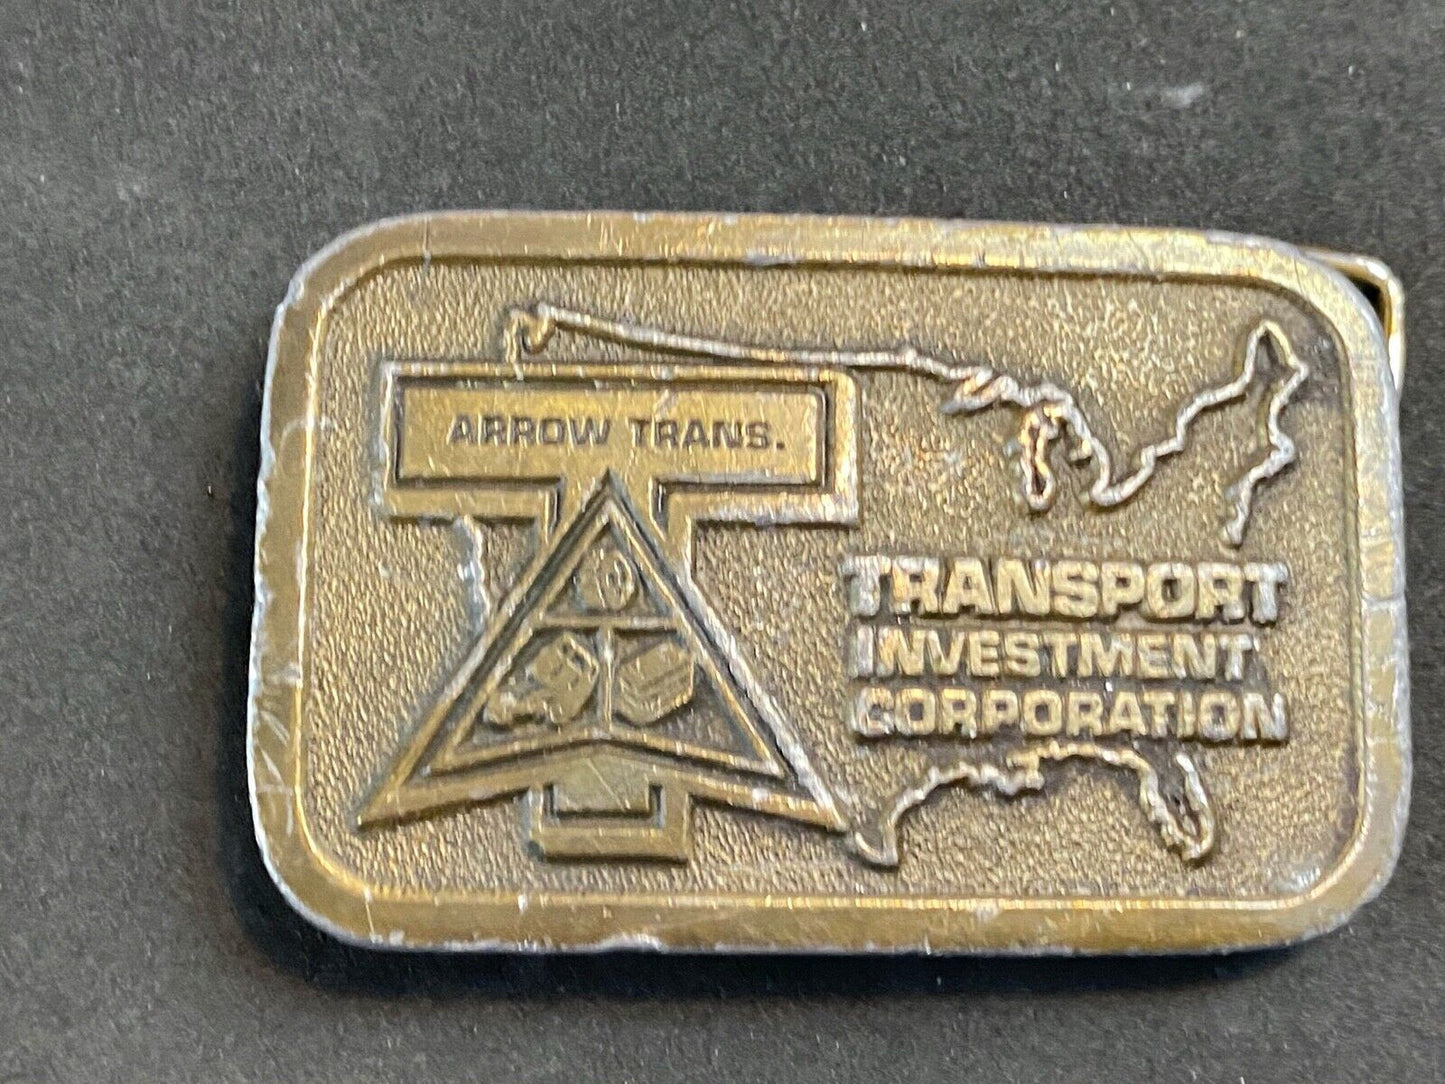 ARROW TRANS.
TRANSPORT
INVESTMENT
CORPORATION